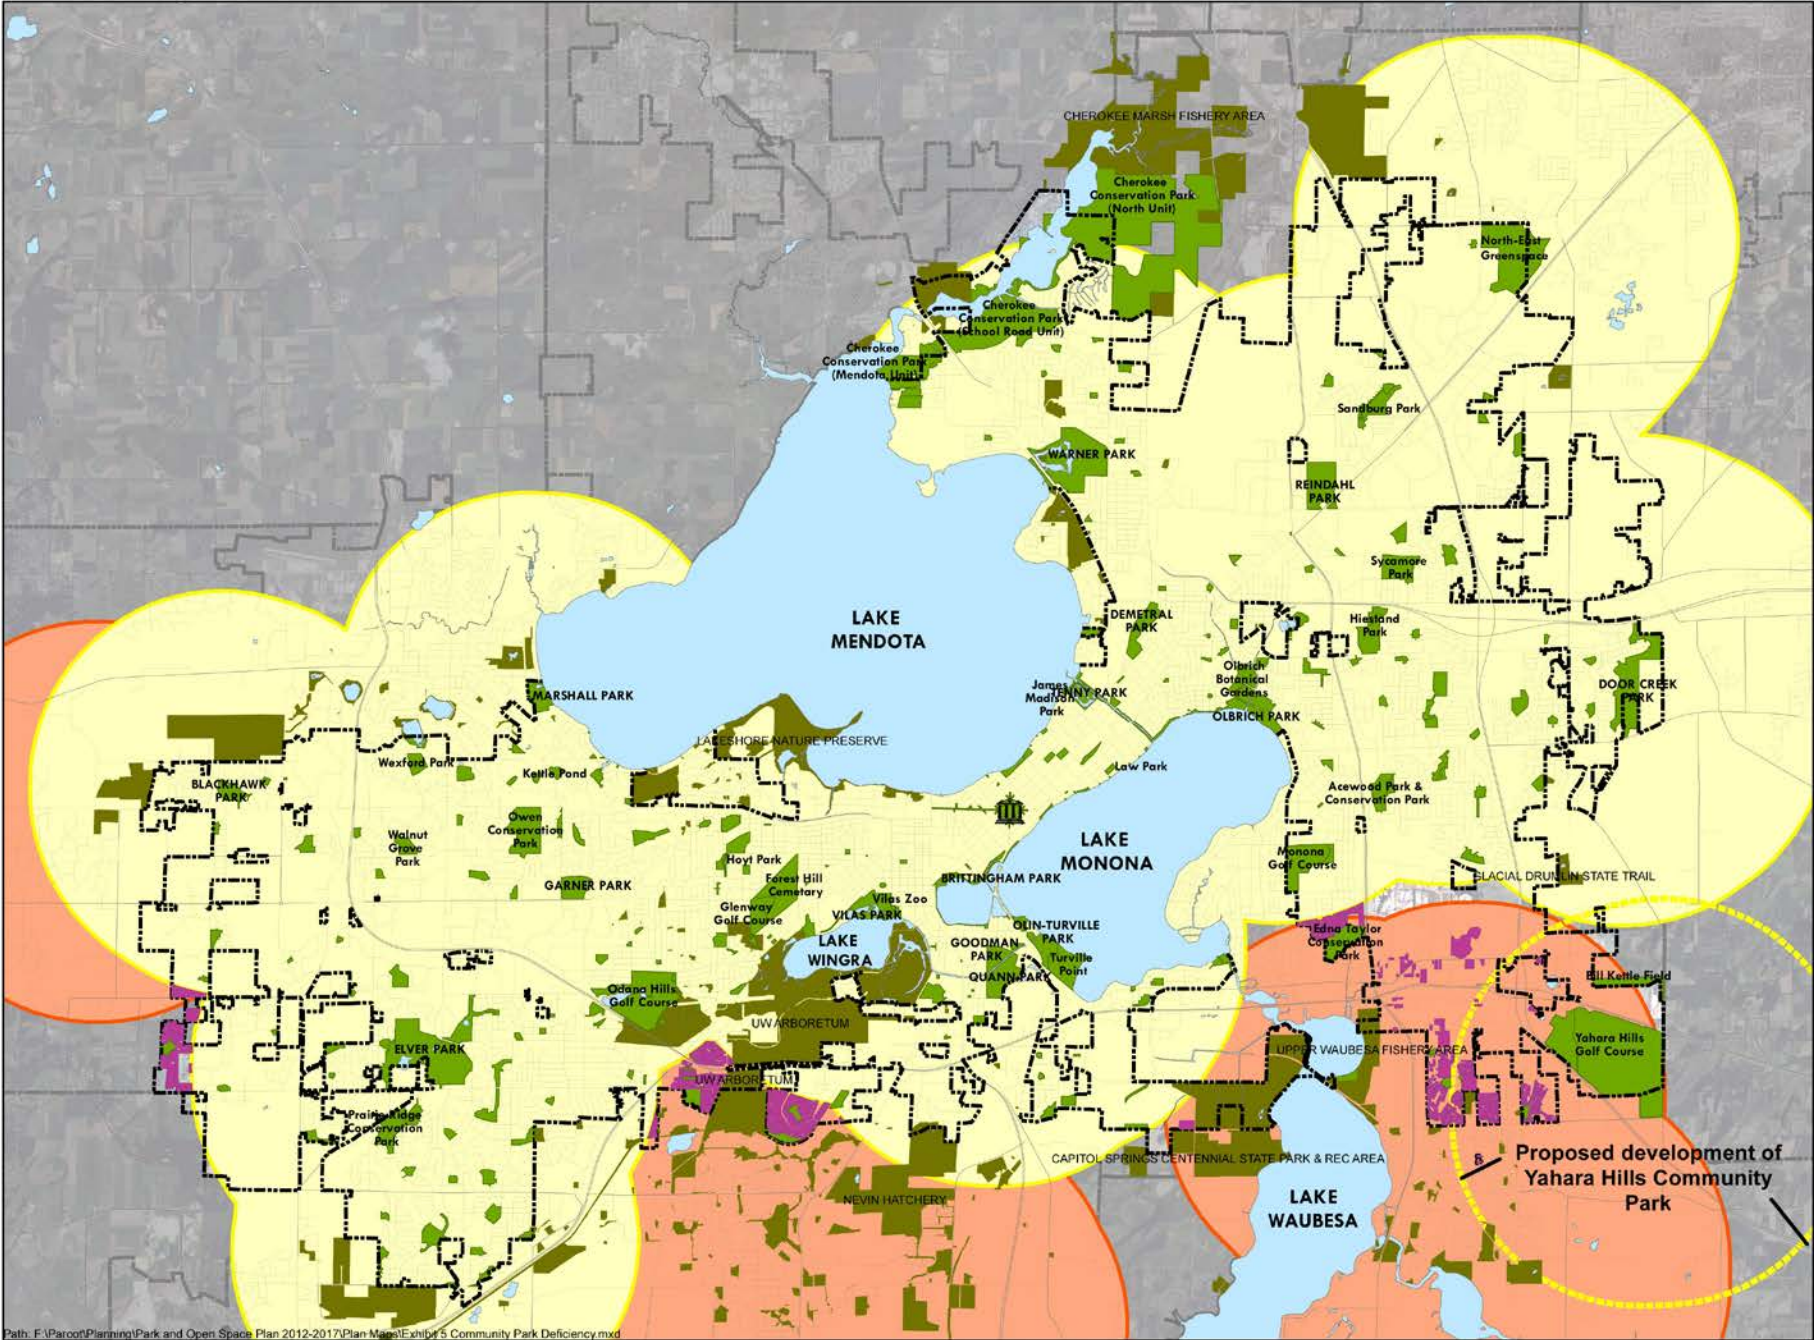 CHEROKEE MARSH FISHERY AREA
Cherokee
Conservation Park
(North Unit)
North-East
Greenspace
Cherokee
Conservation Park
(School Road Unit)
Cherokee
Conservation Park
(Mendota Unit)
Sandburg Park
WARNER PARK
REINDAHL
PARK
Sycamore
Park
LAKE
MENDOTA
DEMETRAL
PARK
Hiestand
Park
Olbrich
Botanical
Gardens
James
Madison
Park
TENNY PARK
DOOR CREEK
PARK
MARSHALL PARK
OLBRICH PARK
LAKESHORE NATURE PRESERVE
Wexford Park
Kettle Pond
Law Park
BLACKHAWK
PARK
Acewood Park &
Conservation Park
Owen
Conservation
Park
Walnut
Grove
Park
LAKE
MONONA
Monona
Golf Course
Hoyt Park
Forest Hill
Cemetary
GARNER PARK
BRITTINGHAM PARK
GLACIAL DRUMLIN STATE TRAIL
Vilas Zoo
Glenway
Golf Course
VILAS PARK
OLIN-TURVILLE
PARK
Edna Taylor
Conservation
Park
LAKE
WINGRA
GOODMAN
PARK
Turville
Point
QUANN PARK
Bill Kettle Field
Odana Hills
Golf Course
UW ARBORETUM
Yahara Hills
Golf Course
ELVER PARK
UPPER WAUBESA FISHERY AREA
UW ARBORETUM
Prairie Ridge
Conservation
Park
CAPITOL SPRINGS CENTENNIAL STATE PARK & REC AREA
Proposed development of
Yahara Hills Community
Park
NEVIN HATCHERY
LAKE
WAUBESA
Path: F:\Parcot\Planning\Park and Open Space Plan 2012-2017\Plan Maps\Exhibit 5 Community Park Deficiency.mxd